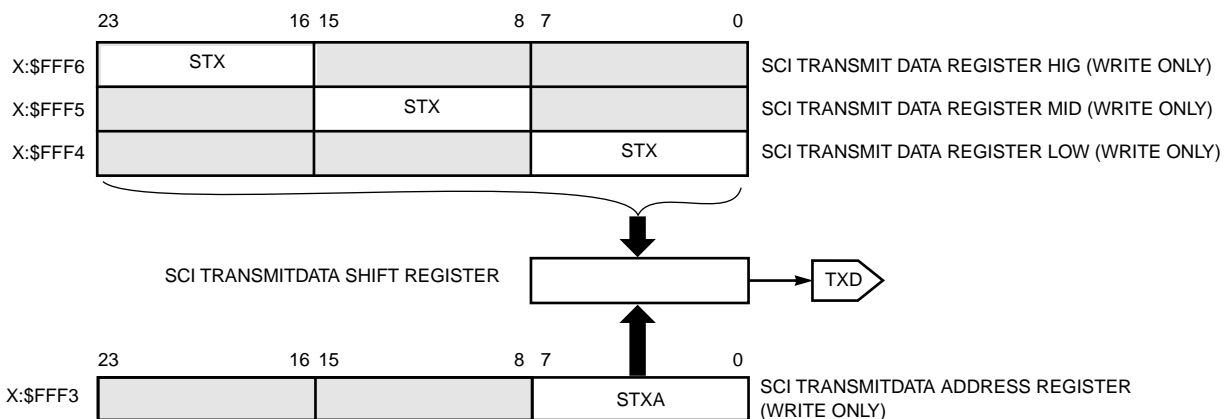 23 16 15 8 7 0
X:$FFF6 STX SCI TRANSMIT DATA REGISTER HIG (WRITE ONLY)
X:$FFF5 STX SCI TRANSMIT DATA REGISTER MID (WRITE ONLY)
X:$FFF4 STX SCI TRANSMIT DATA REGISTER LOW (WRITE ONLY)
SCI TRANSMITDATA SHIFT REGISTER TXD
23 16 15 8 7 0
X:$FFF3 STXA SCI TRANSMITDATA ADDRESS REGISTER
(WRITE ONLY)